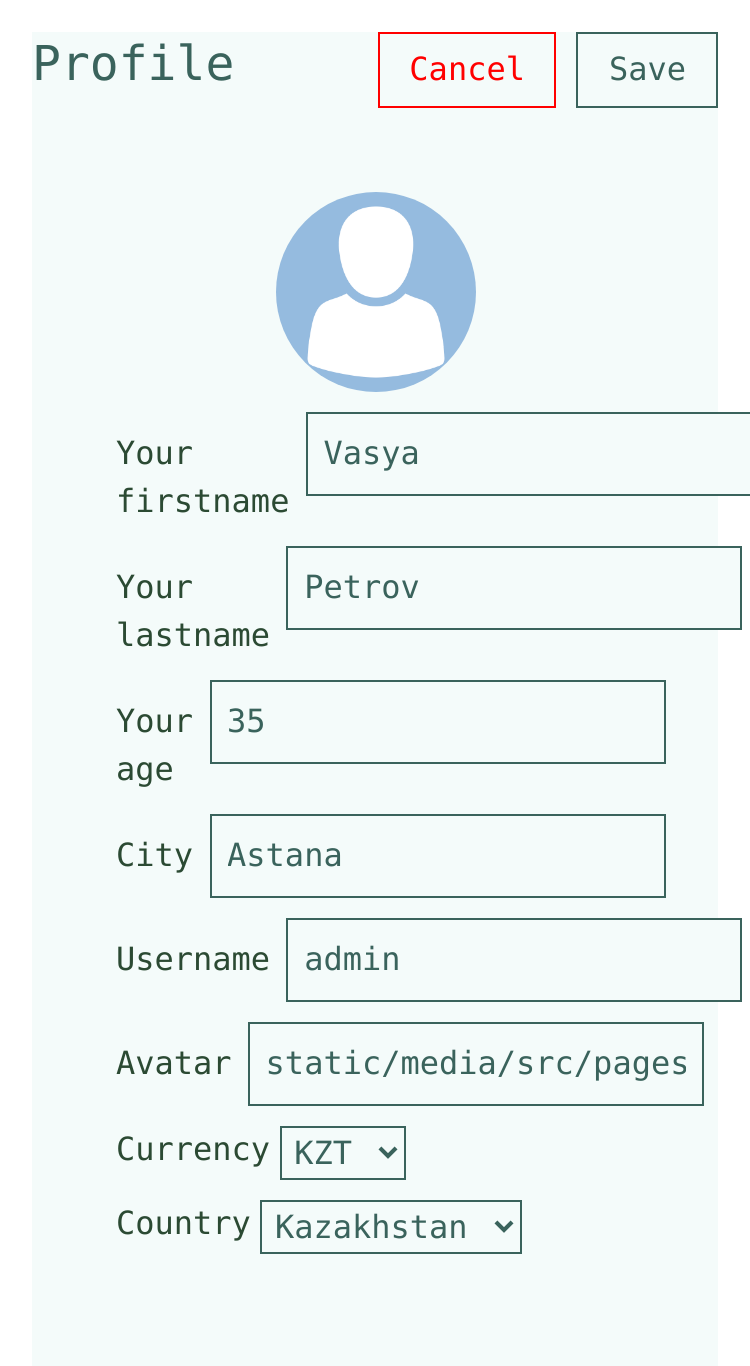 Profile
Cancel
Save
Your
firstname
Vasya
Your
lastname
Petrov
Your
age
35
City
Astana
Username
admin
Avatar
static/media/src/pages
Currency
KZT
Country
Kazakhstan